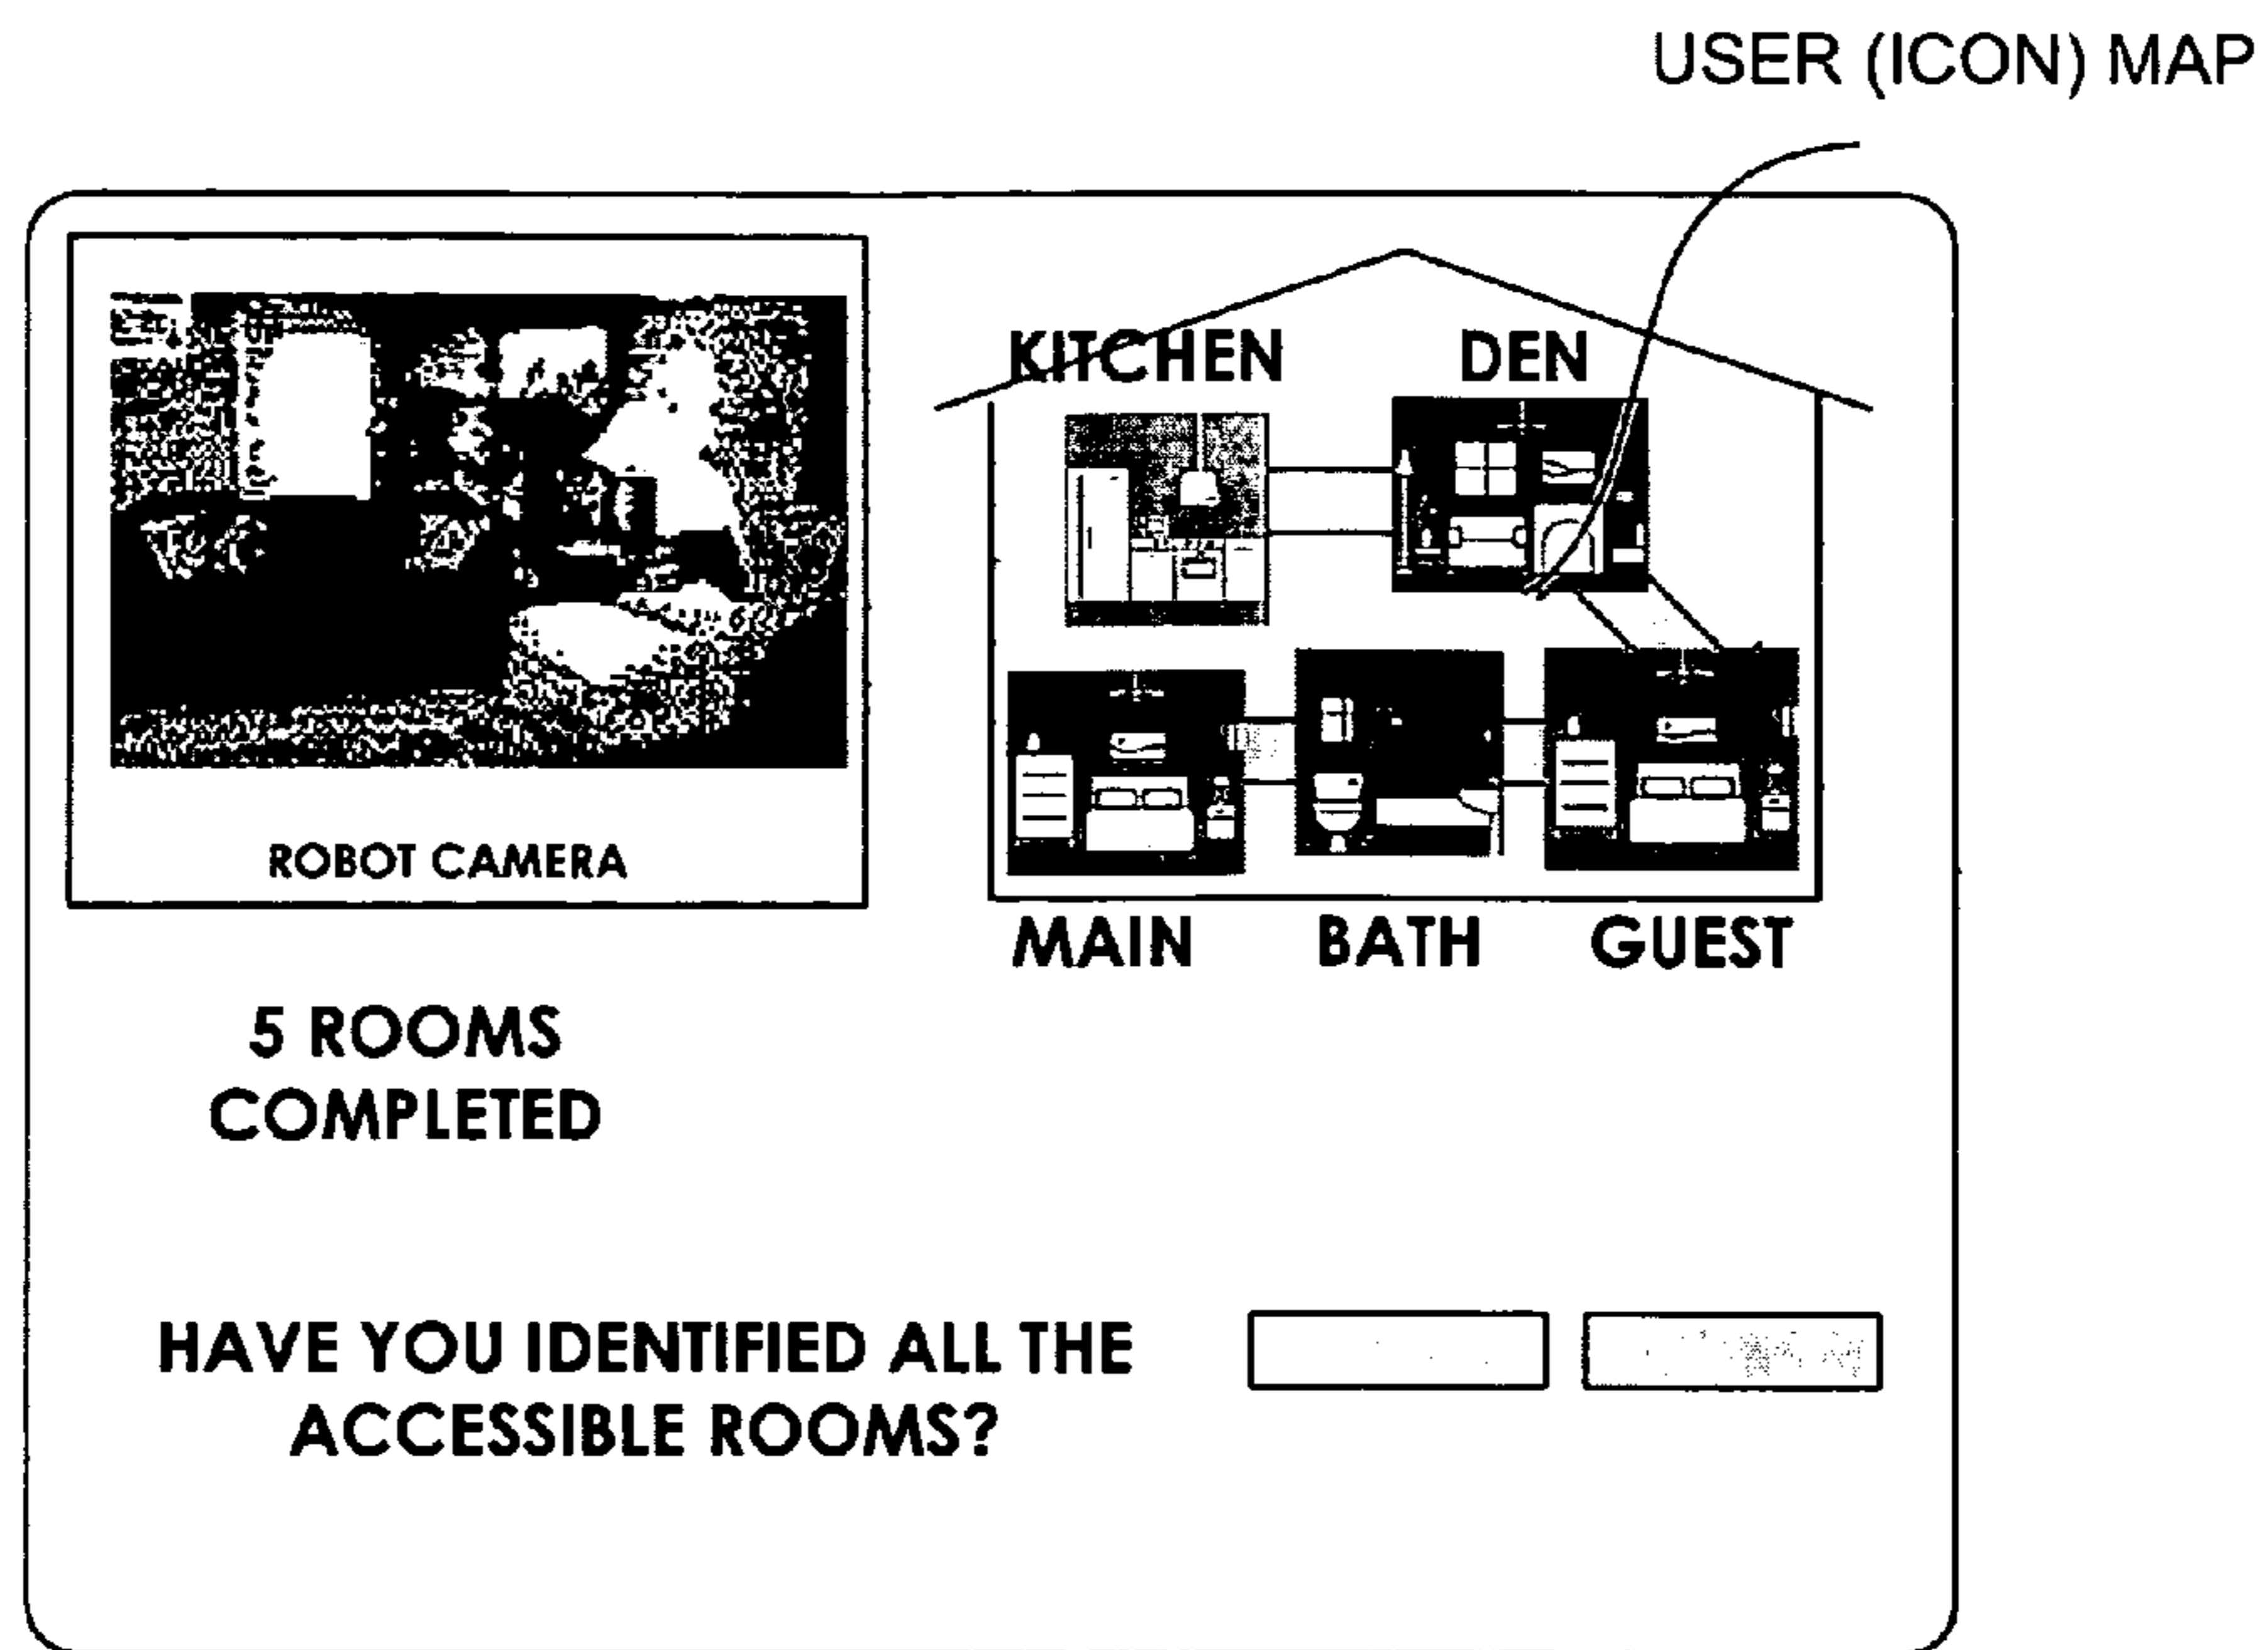 USER (ICON) MAP
KITCHEN
DEN
ROBOT CAMERA
MAIN
BATH
GUEST
5 ROOMS
COMPLETED
HAVE YOU IDENTIFIED ALL THE
ACCESSIBLE ROOMS?